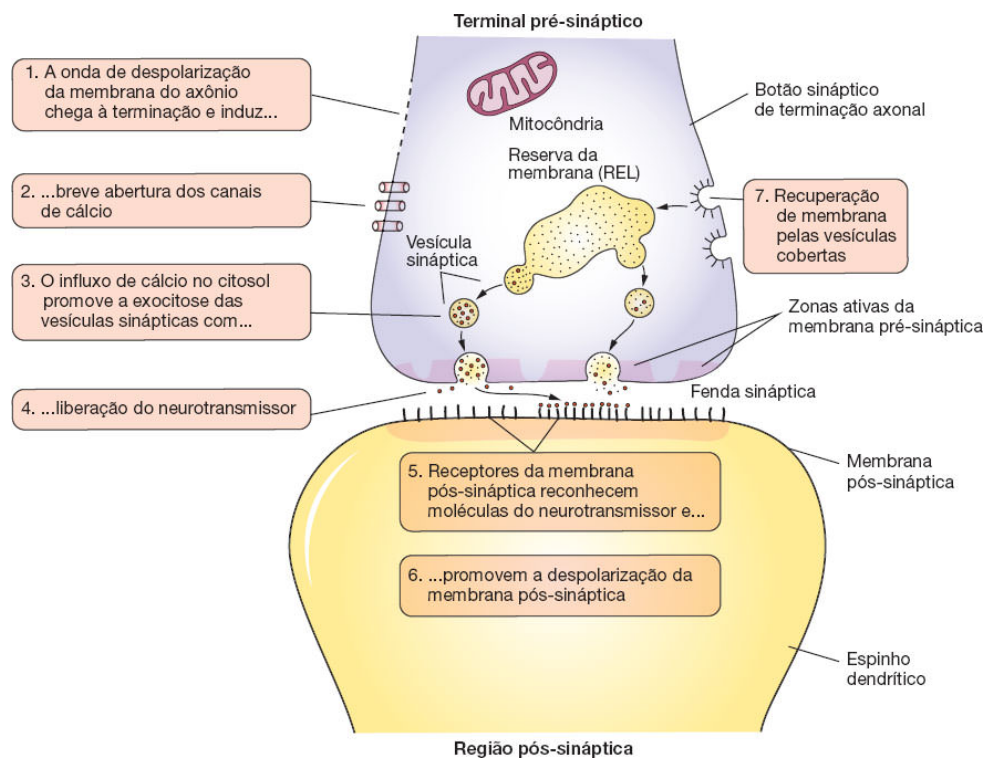 Terminal pré-sináptico
1. A onda de despolarização
da membrana do axônio
chega à terminação e induz...
Mitocôndria
Botão sináptico
de terminação axonal
Reserva da
membrana (REL)
2. ...breve abertura dos canais
de cálcio
7. Recuperação
de membrana
pelas vesículas
cobertas
Vesícula
sináptica
3. O influxo de cálcio no citosol
promove a exocitose das
vesículas sinápticas com...
Zonas ativas da
membrana pré-sináptica
Fenda sináptica
4. ...liberação do neurotransmissor
5. Receptores da membrana
pós-sináptica reconhecem
moléculas do neurotransmissor e...
Membrana
pós-sináptica
6. ...promovem a despolarização da
membrana pós-sináptica
Espinho
dendrítico
Região pós-sináptica